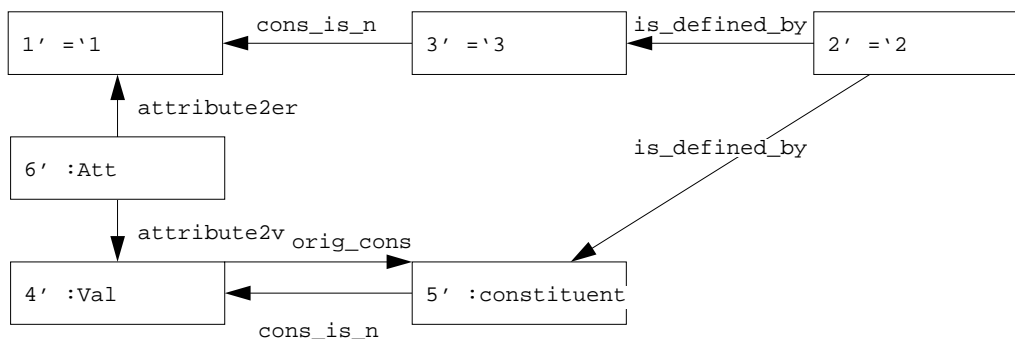 cons_is_n
is_defined_by
1’ =‘1
3’ =‘3
2’ =‘2
attribute2er
is_defined_by
6’ :Att
attribute2v
orig_cons
4’ :Val
5’ :constituent
cons_is_n